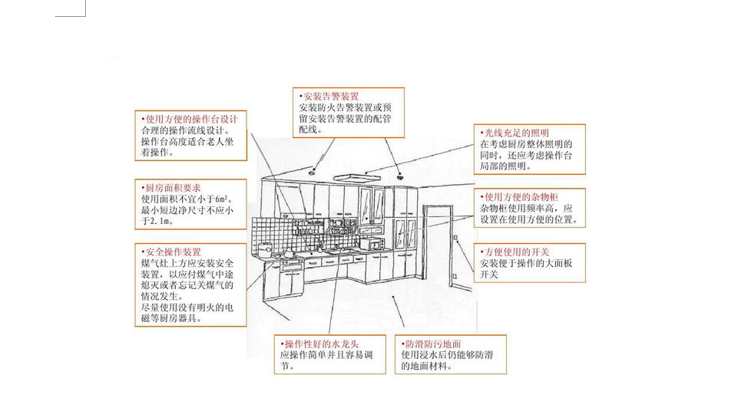 •安装告警装置
安装防火告警装置或预
留安装告警装置的配管
配线。
•使用方便的操作台设计
合理的操作流线设计。
操作台高度适合老人坐
着操作。
•光线充足的照明
在考虑厨房整体照明的
同时，还应考虑操作台
局部的照明。
•厨房面积要求
使用面积不宜小于6m²。
最小短边净尺寸不应小
于2.1m。
•使用方便的杂物柜
杂物柜使用频率高，应
设置在使用方便的位置。
•安全操作装置
煤气灶上方应安装安全
装置，以应付煤气中途
熄灭或者忘记关煤气的
情况发生。
尽量使用没有明火的电
磁等厨房器具。
•方便使用的开关
安装便于操作的大面板
开关
•操作性好的水龙头
应操作简单并且容易调
节。
•防滑防污地面
使用浸水后仍能够防滑
的地面材料。